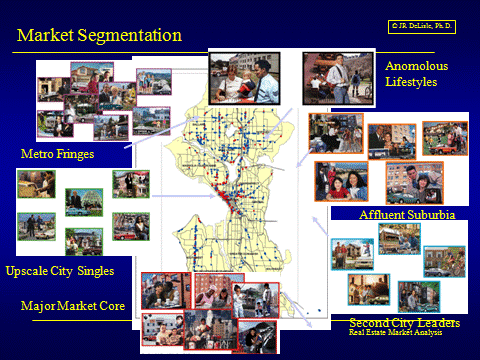 Market Segmentation
© JR DeLisle, Ph.D.
Anomolous
Lifestyles
Metro Fringes
Affluent Suburbia
Upscale City Singles
Major Market Core
Second City Leaders
Real Estate Market Analysis